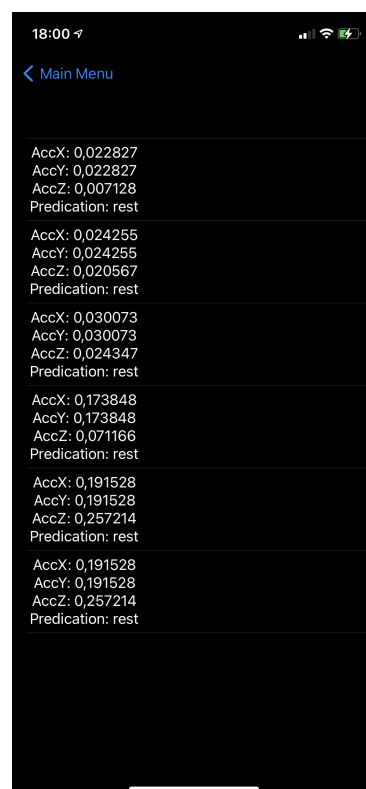 18:00
Main Menu
AccX: 0,022827
AccY: 0,022827
AccZ: 0,007128
Predication: rest
AccX: 0,024255
AccY: 0,024255
AccZ: 0,020567
Predication: rest
AccX: 0,030073
AccY: 0,030073
AccZ: 0,024347
Predication: rest
AccX: 0,173848
AccY: 0,173848
AccZ: 0,071166
Predication: rest
AccX: 0,191528
AccY: 0,191528
AccZ: 0,257214
Predication: rest
AccX: 0,191528
AccY: 0,191528
AccZ: 0,257214
Predication: rest